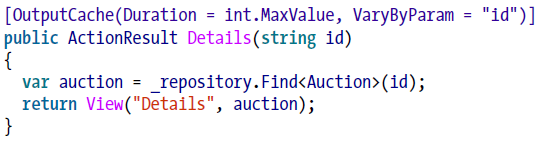 [OutputCache(Duration = int.MaxValue, VaryByParam = "id")]
public ActionResult Details(string id)
{
  var auction = _repository.Find<Auction>(id);
  return View("Details", auction);
}